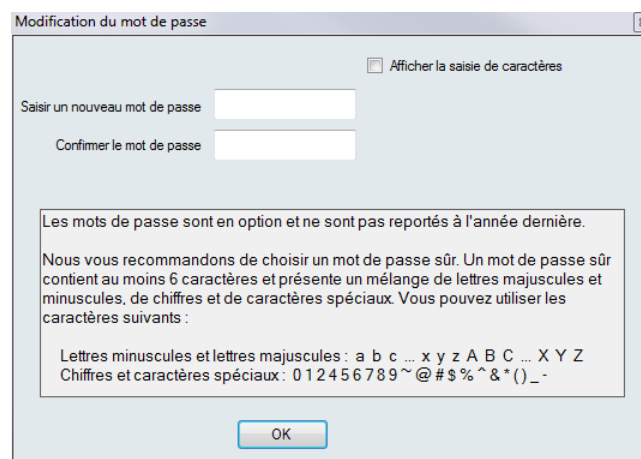 Modification du mot de passe
Afficher la saisie de caractères
Saisir un nouveau mot de passe
Confirmer le mot de passe
Les mots de passe sont en option et ne sont pas reportés à l'année dernière.
Nous vous recommandons de choisir un mot de passe sûr. Un mot de passe sûr
contient au moins 6 caractères et présente un mélange de lettres majuscules et
minuscules, de chiffres et de caractères spéciaux. Vous pouvez utiliser les
caractères suivants :
Lettres minuscules et lettres majuscules : a b c ... x y z A B C ... X Y Z
Chiffres et caractères spéciaux : 0 1 2 4 5 6 7 8 9 ~ @ # $ % ^ & * ( ) _ -
OK